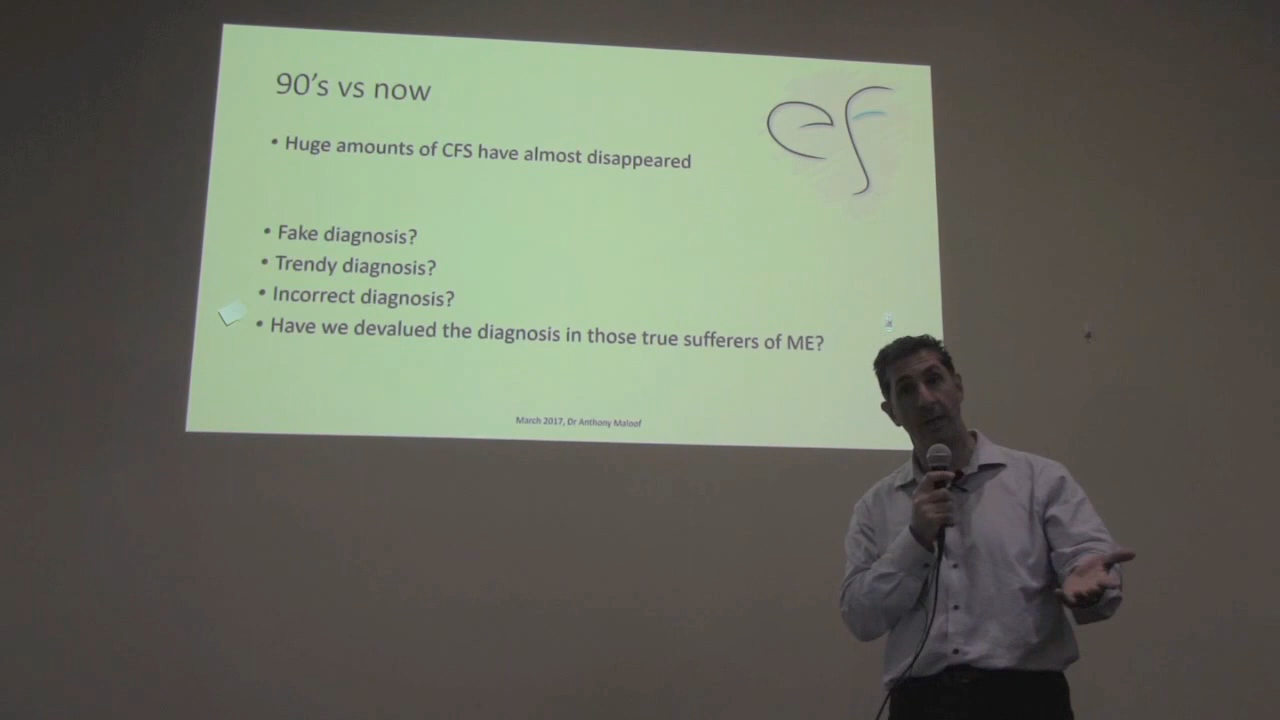 90's vs now
ef
• Huge amounts of CFS have almost disappeared
• Fake diagnosis?
• Trendy diagnosis?
• Incorrect diagnosis?
• Have we devalued the diagnosis in those true sufferers of ME?
March 2017, Dr Anthony Maloof